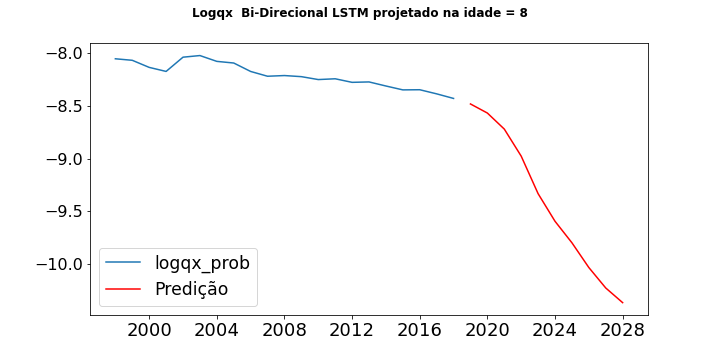 Logqx Bi-Direcional LSTM projetado na idade = 8
−8.0
−8.5
−9.0
−9.5
−10.0
logqx_prob
Predição
2000 2004 2008 2012 2016 2020 2024 2028